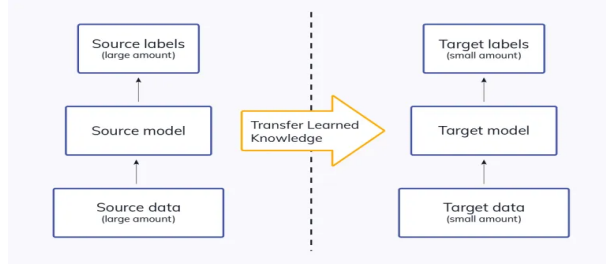 Source labels
(large amount)
Source model
Source data
(large amount)
Transfer Learned
Knowledge
Target labels
(small amount)
Target model
Target data
(small amount)